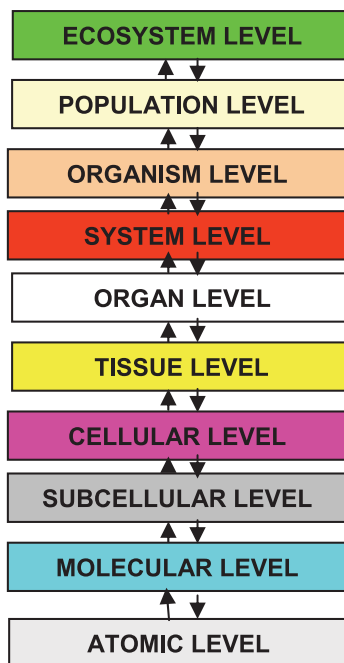 ECOSYSTEM LEVEL
POPULATION LEVEL
ORGANISM LEVEL
SYSTEM LEVEL
ORGAN LEVEL
TISSUE LEVEL
CELLULAR LEVEL
SUBCELLULAR LEVEL
MOLECULAR LEVEL
ATOMIC LEVEL